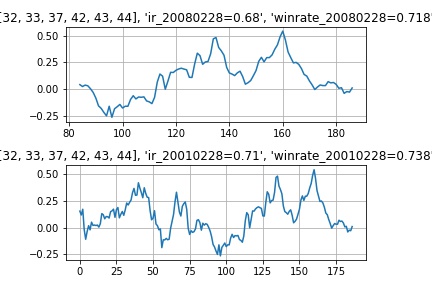 [32, 33, 37, 42, 43, 44], 'ir_20080228=0.68', 'winrate_20080228=0.718'
0.50
0.25
0.00
−0.25
80 100 120 140 160 180
[32, 33, 37, 42, 43, 44], 'ir_20010228=0.71', 'winrate_20010228=0.738'
0.50
0.25
0.00
−0.25
0 25 50 75 100 125 150 175